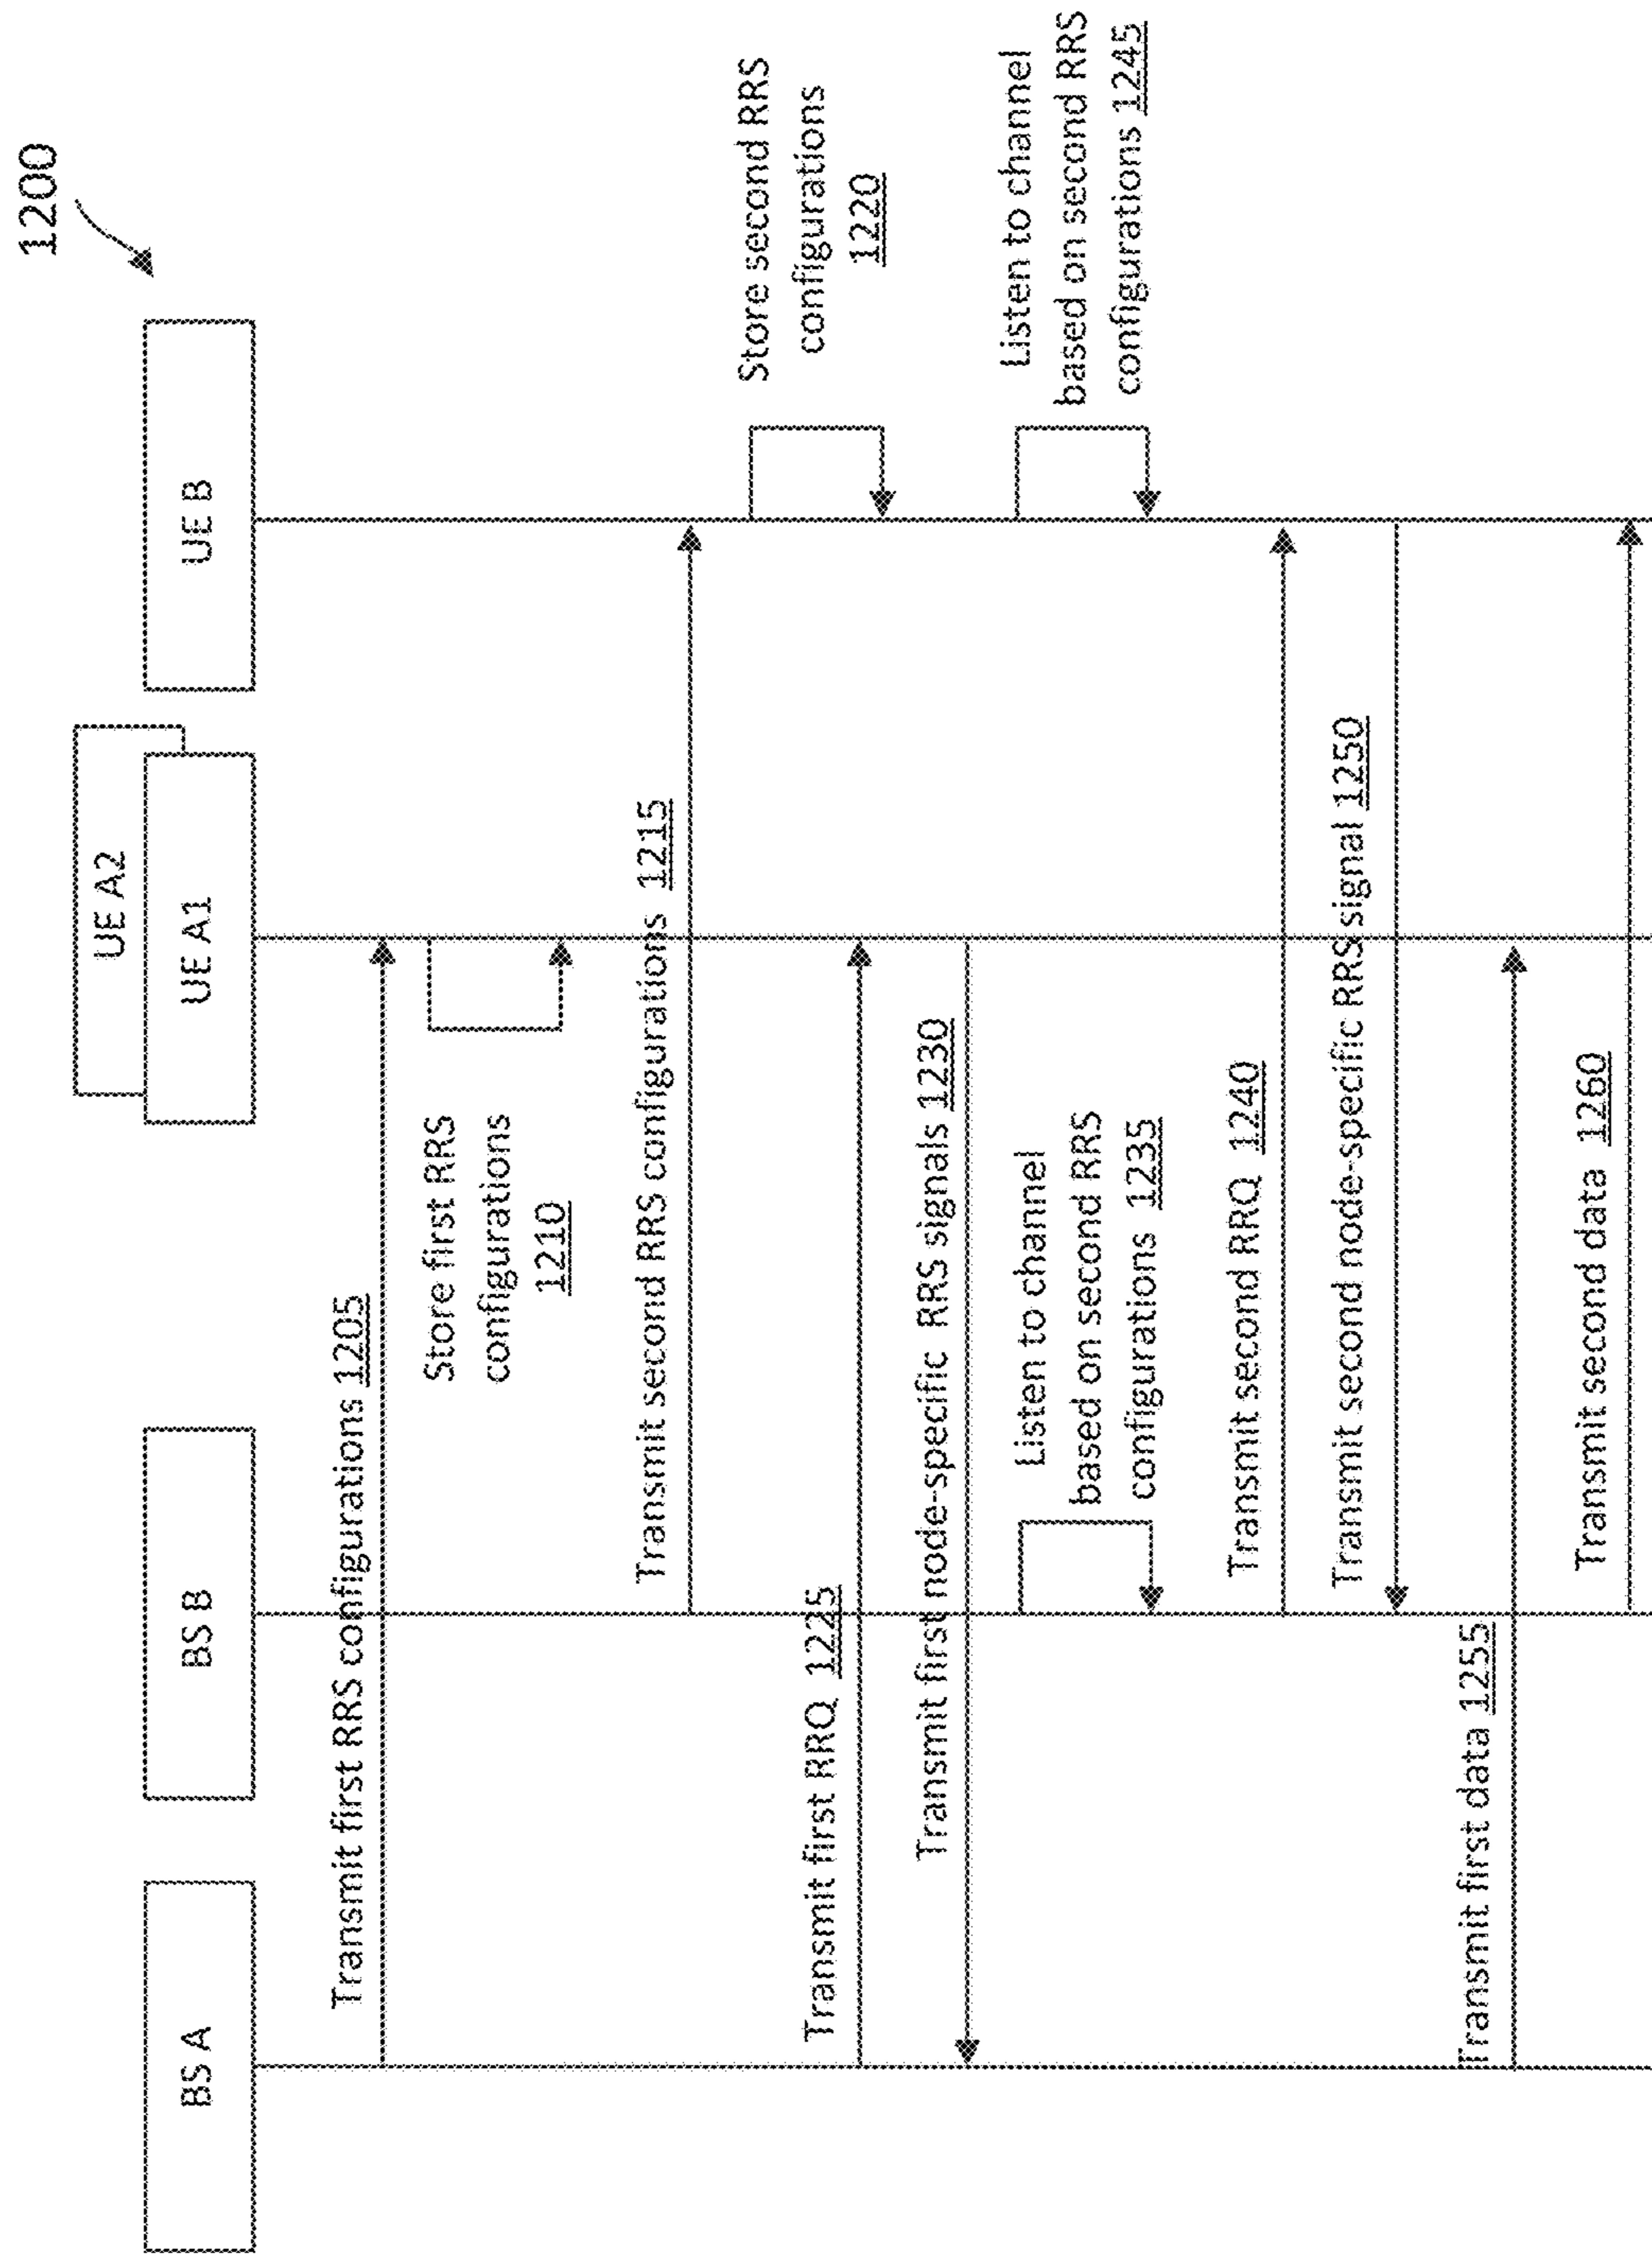 1200
BS A
BS B
UE A2
UE A1
UE B
Transmit first RRS configurations 1205
Store first RRS
configurations
1210
Transmit second RRS configurations 1215
Store second RRS
configurations
1220
Transmit first RRQ 1225
Transmit first node-specific RRS signals 1230
Listen to channel
based on second RRS
configurations 1235
Listen to channel
based on second RRS
configurations 1245
Transmit second RRQ 1240
Transmit second node-specific RRS signal 1250
Transmit first data 1255
Transmit second data 1260